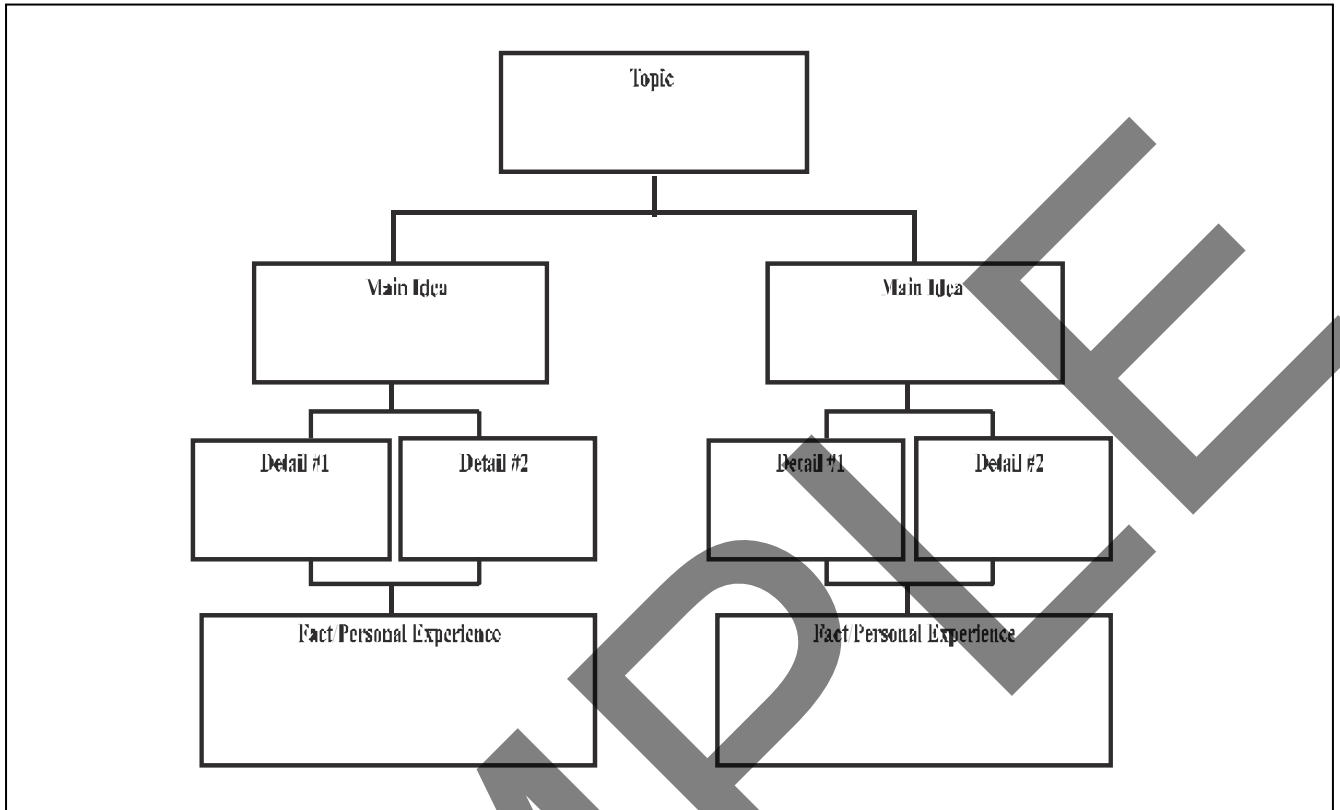 Topic
Main Idea
Main Idea
Detail #1
Detail #2
Detail #1
Detail #2
Fact/Personal Experience
Fact/Personal Experience
MPLE